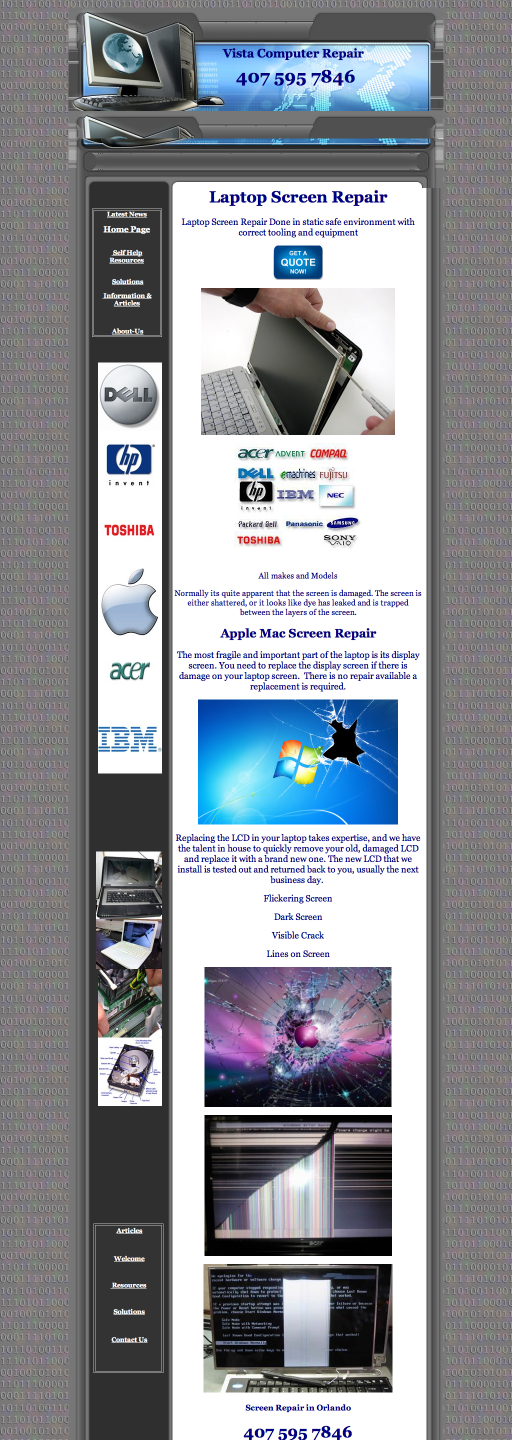 Vista Computer Repair
407 595 7846
Latest News
Home Page
Self Help
Resources
Solutions
Information &
Articles
About-Us
DELL
hp
invent
TOSHIBA
acer
IBM
Articles
Welcome
Resources
Solutions
Contact Us
Laptop Screen Repair
Laptop Screen Repair Done in static safe environment with
correct tooling and equipment
GET A
QUOTE
NOW!
acer ADVENT COMPAQ
DELL emachines FUJITSU
hp invent IBM NEC
Packard Bell Panasonic SAMSUNG
TOSHIBA SONY
VAIO
All makes and Models
Normally its quite apparent that the screen is damaged. The screen is
either shattered, or it looks like dye has leaked and is trapped
between the layers of the screen.
Apple Mac Screen Repair
The most fragile and important part of the laptop is its display
screen. You need to replace the display screen if there is
damage on your laptop screen.  There is no repair available a
replacement is required.
Replacing the LCD in your laptop takes expertise, and we have
the talent in house to quickly remove your old, damaged LCD
and replace it with a brand new one. The new LCD that we
install is tested out and returned back to you, usually the next
business day.
Flickering Screen
Dark Screen
Visible Crack
Lines on Screen
Safe Mode
Safe Mode with Networking
Screen Repair in Orlando
407 595 7846